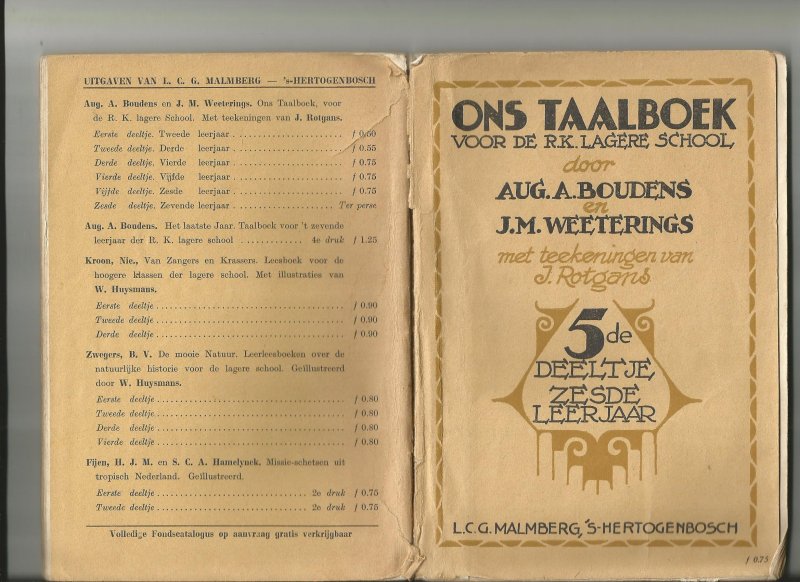 UITGAVEN VAN L. C. G. MALMBERG — 's-HERTOGENBOSCH
Aug. A. Boudens en J. M. Weeterings. Ons Taalboek, voor
de R. K. lagere School. Met teekeningen van J. Rotgans.
Eerste deeltje. Tweede leerjaar . . . . . . . . . . . . . . . . . . . . ƒ 0.50
Tweede deeltje. Derde leerjaar . . . . . . . . . . . . . . . . . . . . ƒ 0.55
Derde deeltje. Vierde leerjaar . . . . . . . . . . . . . . . . . . . . ƒ 0.75
Vierde deeltje. Vijfde leerjaar . . . . . . . . . . . . . . . . . . . . ƒ 0.75
Vijfde deeltje. Zesde leerjaar . . . . . . . . . . . . . . . . . . . . ƒ 0.75
Zesde deeltje. Zevende leerjaar . . . . . . . . . . . . . . . . . Ter perse
Aug. A. Boudens. Het laatste Jaar. Taalboek voor 't zevende
leerjaar der R. K. lagere school . . . . . . . . . . . . . 4e druk ƒ 1.25
Kroon, Nic., Van Zangers en Krassers. Leesboek voor de
hoogere klassen der lagere school. Met illustraties van
W. Huysmans.
Eerste deeltje . . . . . . . . . . . . . . . . . . . . . . . . . . . . . . ƒ 0.90
Tweede deeltje . . . . . . . . . . . . . . . . . . . . . . . . . . . . . . ƒ 0.90
Derde deeltje . . . . . . . . . . . . . . . . . . . . . . . . . . . . . . ƒ 0.90
Zwegers, B. V. De mooie Natuur. Leerleesboeken over de
natuurlijke historie voor de lagere school. Geïllustreerd
door W. Huysmans.
Eerste deeltje . . . . . . . . . . . . . . . . . . . . . . . . . . . . . . ƒ 0.80
Tweede deeltje . . . . . . . . . . . . . . . . . . . . . . . . . . . . . . ƒ 0.80
Derde deeltje . . . . . . . . . . . . . . . . . . . . . . . . . . . . . . ƒ 0.80
Vierde deeltje . . . . . . . . . . . . . . . . . . . . . . . . . . . . . . ƒ 0.80
Fijen, H. J. M. en S. C. A. Hamelynck. Missie-schetsen uit
tropisch Nederland. Geïllustreerd.
Eerste deeltje . . . . . . . . . . . . . . . . . . . . . . . . 2e druk ƒ 0.75
Tweede deeltje . . . . . . . . . . . . . . . . . . . . . . . . 2e druk ƒ 0.75
Volledige Fondscatalogus op aanvraag gratis verkrijgbaar
ONS TAALBOEK
VOOR DE R.K. LAGERE SCHOOL,
door
AUG. A. BOUDENS
en
J.M. WEETERINGS
met teekeningen van
J. Rotgans
5de
DEELTJE
ZESDE
LEERJAAR
L.C.G. MALMBERG, 'S-HERTOGENBOSCH
ƒ 0.75